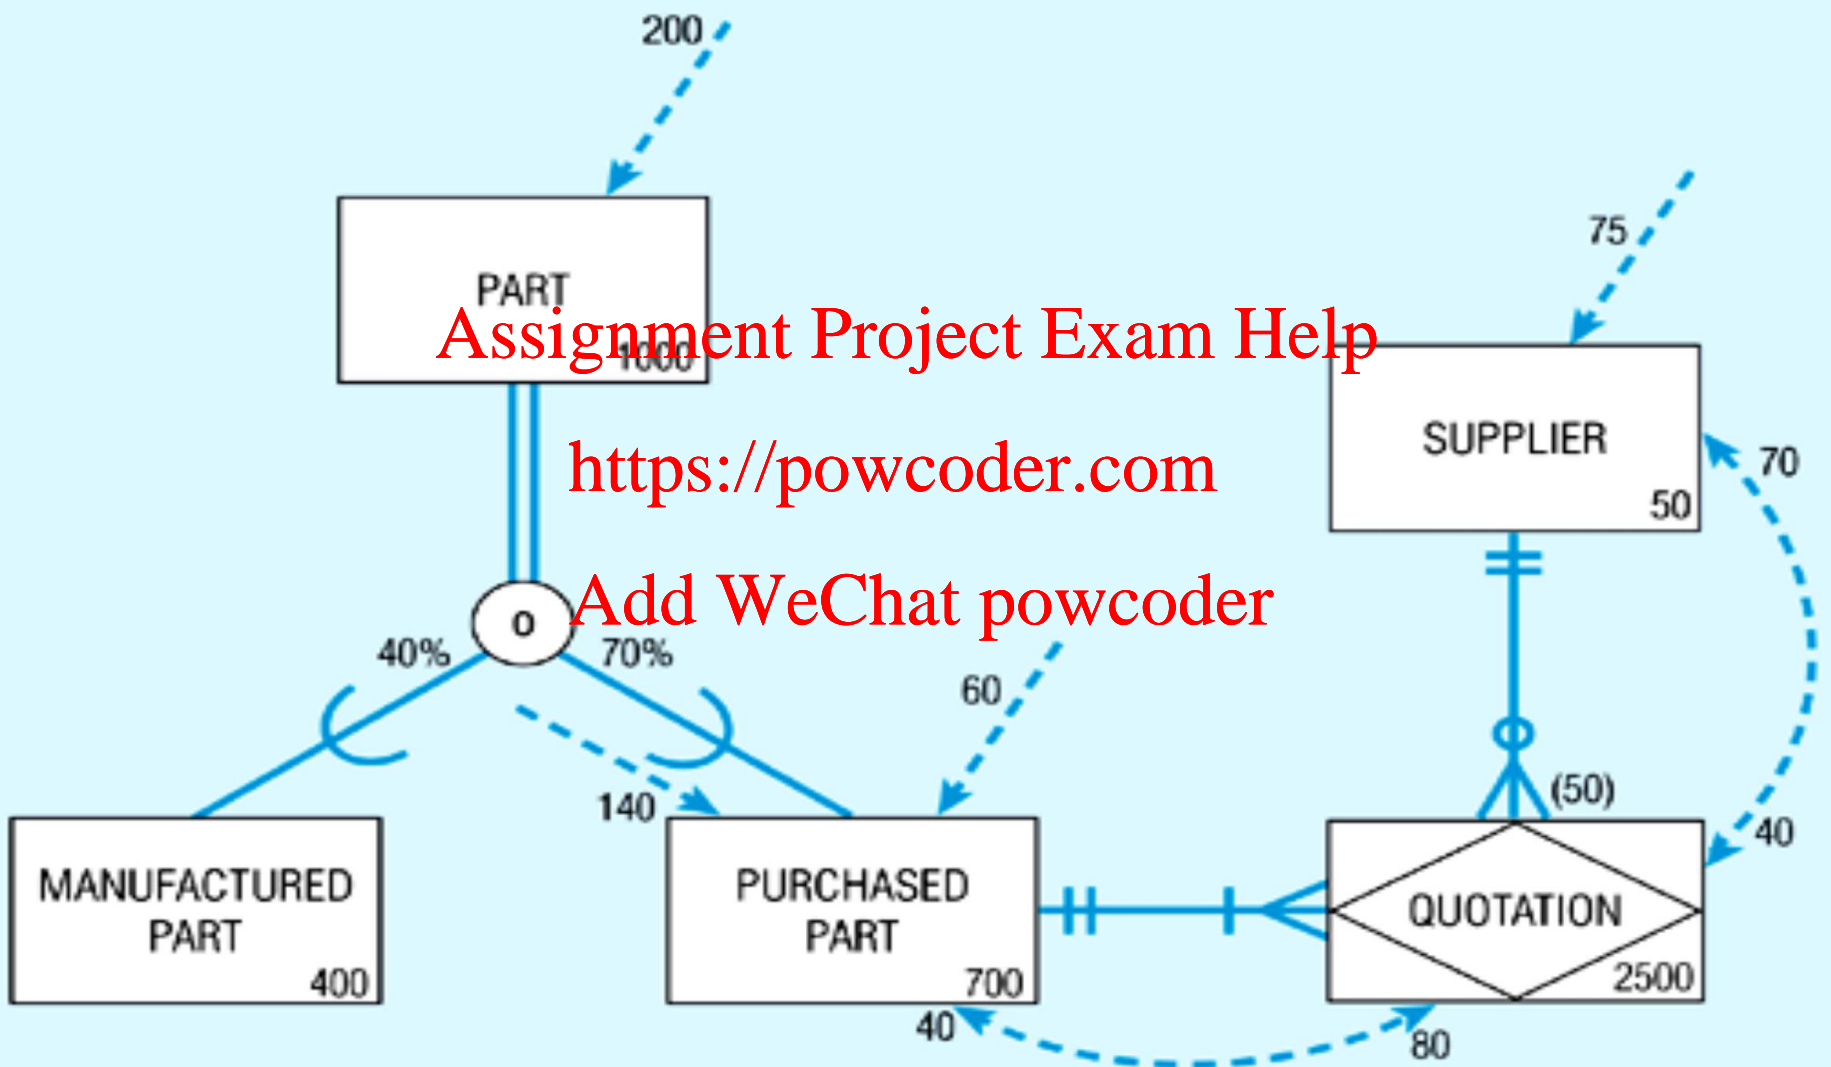 200
75
PART
1000
Assignment Project Exam Help
SUPPLIER
50
70
https://powcoder.com
Add WeChat powcoder
O
40%
70%
60
140
(50)
40
MANUFACTURED
PART
400
PURCHASED
PART
700
QUOTATION
2500
40
80